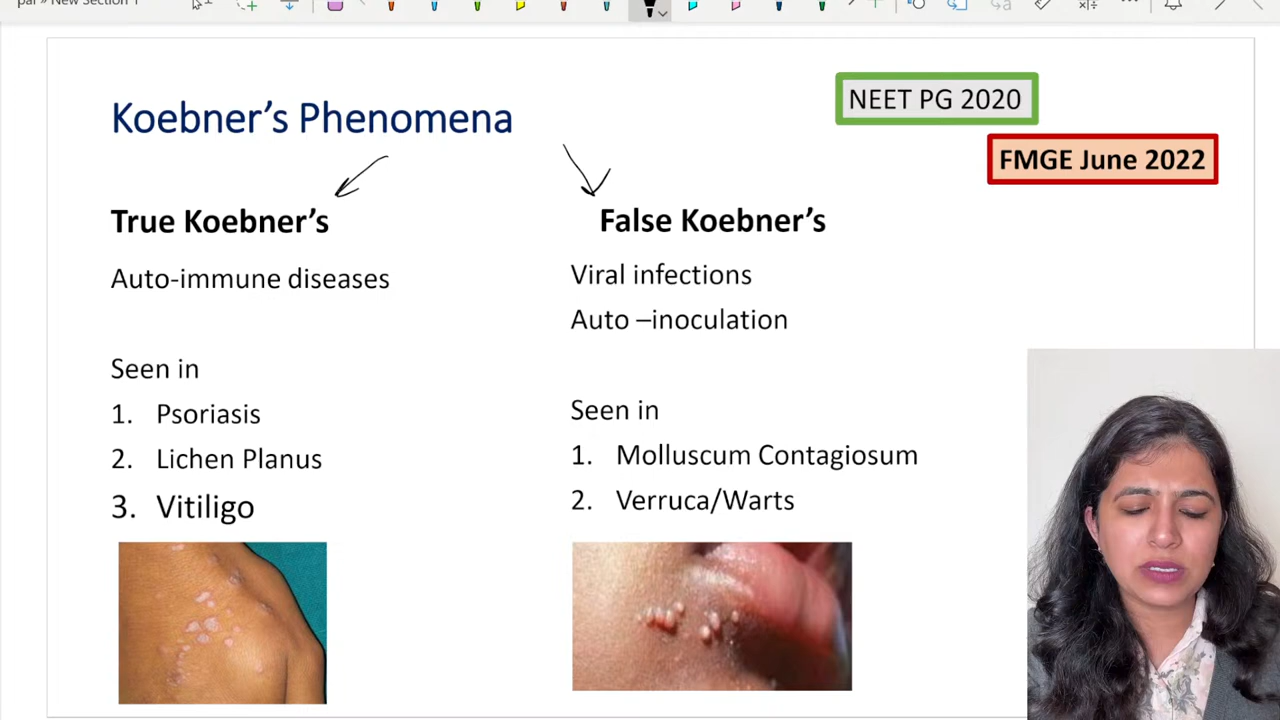 par » New Section 1
Koebner's Phenomena
NEET PG 2020
FMGE June 2022
True Koebner's
Auto-immune diseases
Seen in
1. Psoriasis
2. Lichen Planus
3. Vitiligo
False Koebner's
Viral infections
Auto –inoculation
Seen in
1. Molluscum Contagiosum
2. Verruca/Warts